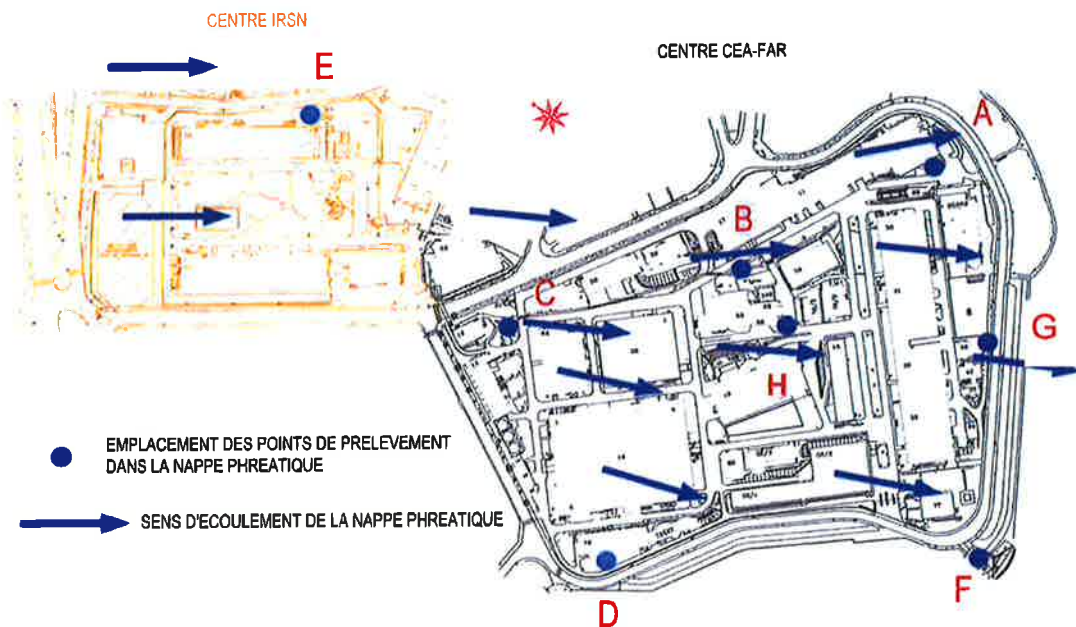 CENTRE IRSN
CENTRE CEA-FAR
E
A
B
C
G
H
EMPLACEMENT DES POINTS DE PRELEVEMENT
DANS LA NAPPE PHREATIQUE
SENS D'ECOULEMENT DE LA NAPPE PHREATIQUE
F
D